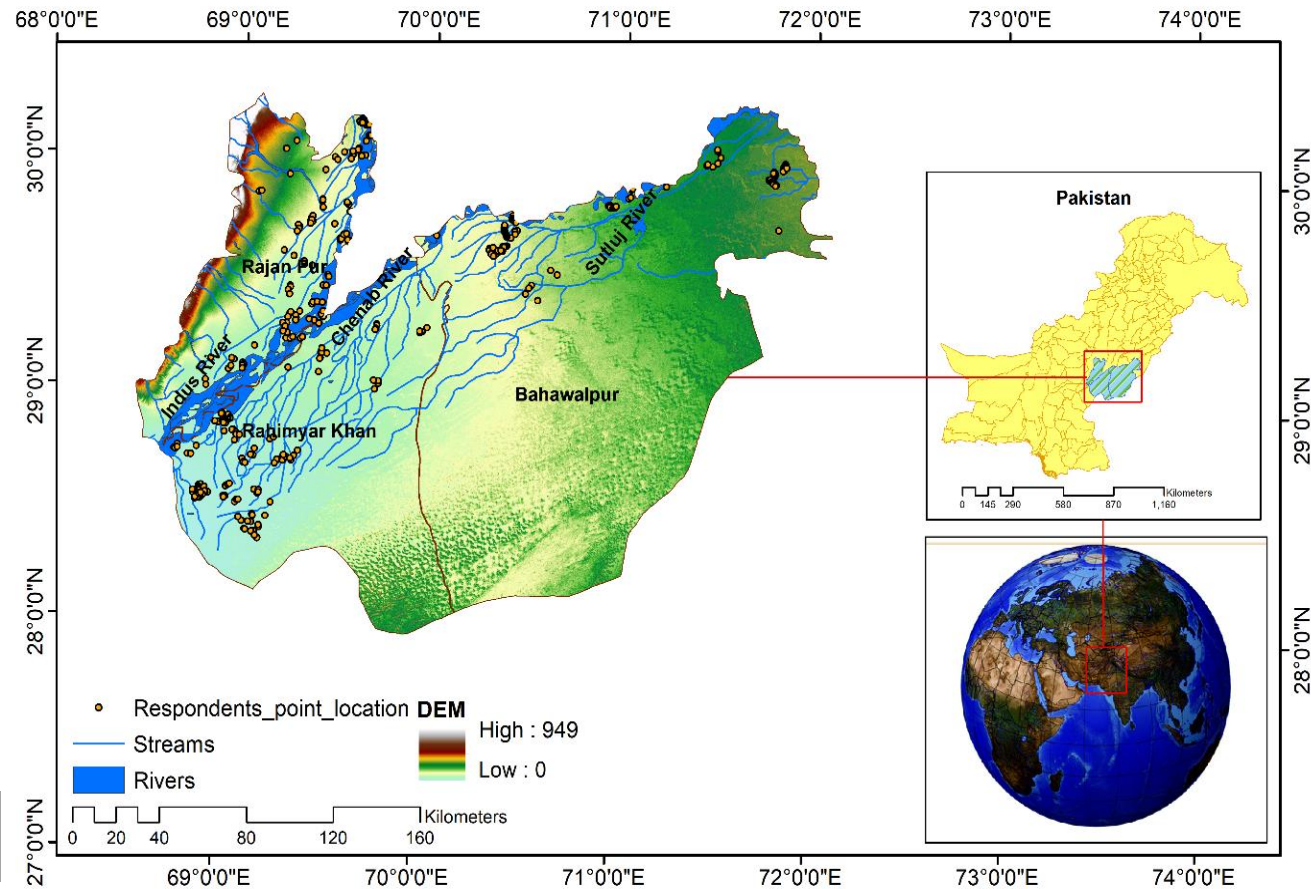 68°0'0"E 69°0'0"E 70°0'0"E 71°0'0"E 72°0'0"E 73°0'0"E 74°0'0"E
30°0'0"N
29°0'0"N
28°0'0"N
27°0'0"N
Rajan Pur
Chenab River
Sutluj River
Indus River
Bahawalpur
Rahimyar Khan
Pakistan
Kilometers
0 145 290 580 870 1,160
30°0'0"N
29°0'0"N
28°0'0"N
Respondents_point_location
Streams
Rivers
DEM
High : 949
Low : 0
Kilometers
0 20 40 80 120 160
69°0'0"E 70°0'0"E 71°0'0"E 72°0'0"E 73°0'0"E 74°0'0"E